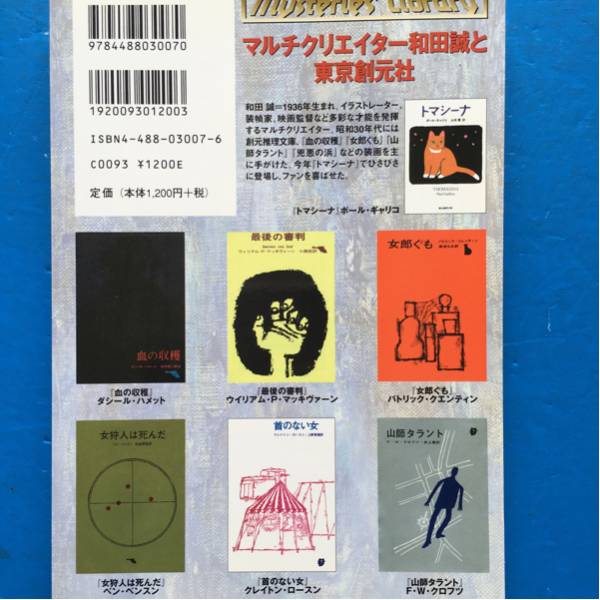 Mysteries Library
9784488030070
1920093012003
ISBN4-488-03007-6
C0093 ¥1200E
定価（本体1,200円+税）
マルチクリエイター和田誠と
東京創元社
和田 誠=1936年生まれ。イラストレーター、
装幀家、映画監督など多彩な才能を発揮
するマルチクリエイター。昭和30年代には
創元推理文庫、『血の収穫』『女郎ぐも』『山
師タラント』、『兇悪の浜』などの装画を主
に手がけた。今年『トマシーナ』でひさびさ
に登場し、ファンを喜ばせた。
トマシーナ
『トマシーナ』ポール・ギャリコ
血の収穫
『血の収穫』
ダシール・ハメット
最後の審判
『最後の審判』
ウイリアム・P・マッキヴァーン
女郎ぐも
『女郎ぐも』
パトリック・クエンティン
女狩人は死んだ
『女狩人は死んだ』
ベン・ベンスン
首のない女
『首のない女』
クレイトン・ロースン
山師タラント
『山師タラント』
F・W・クロフツ